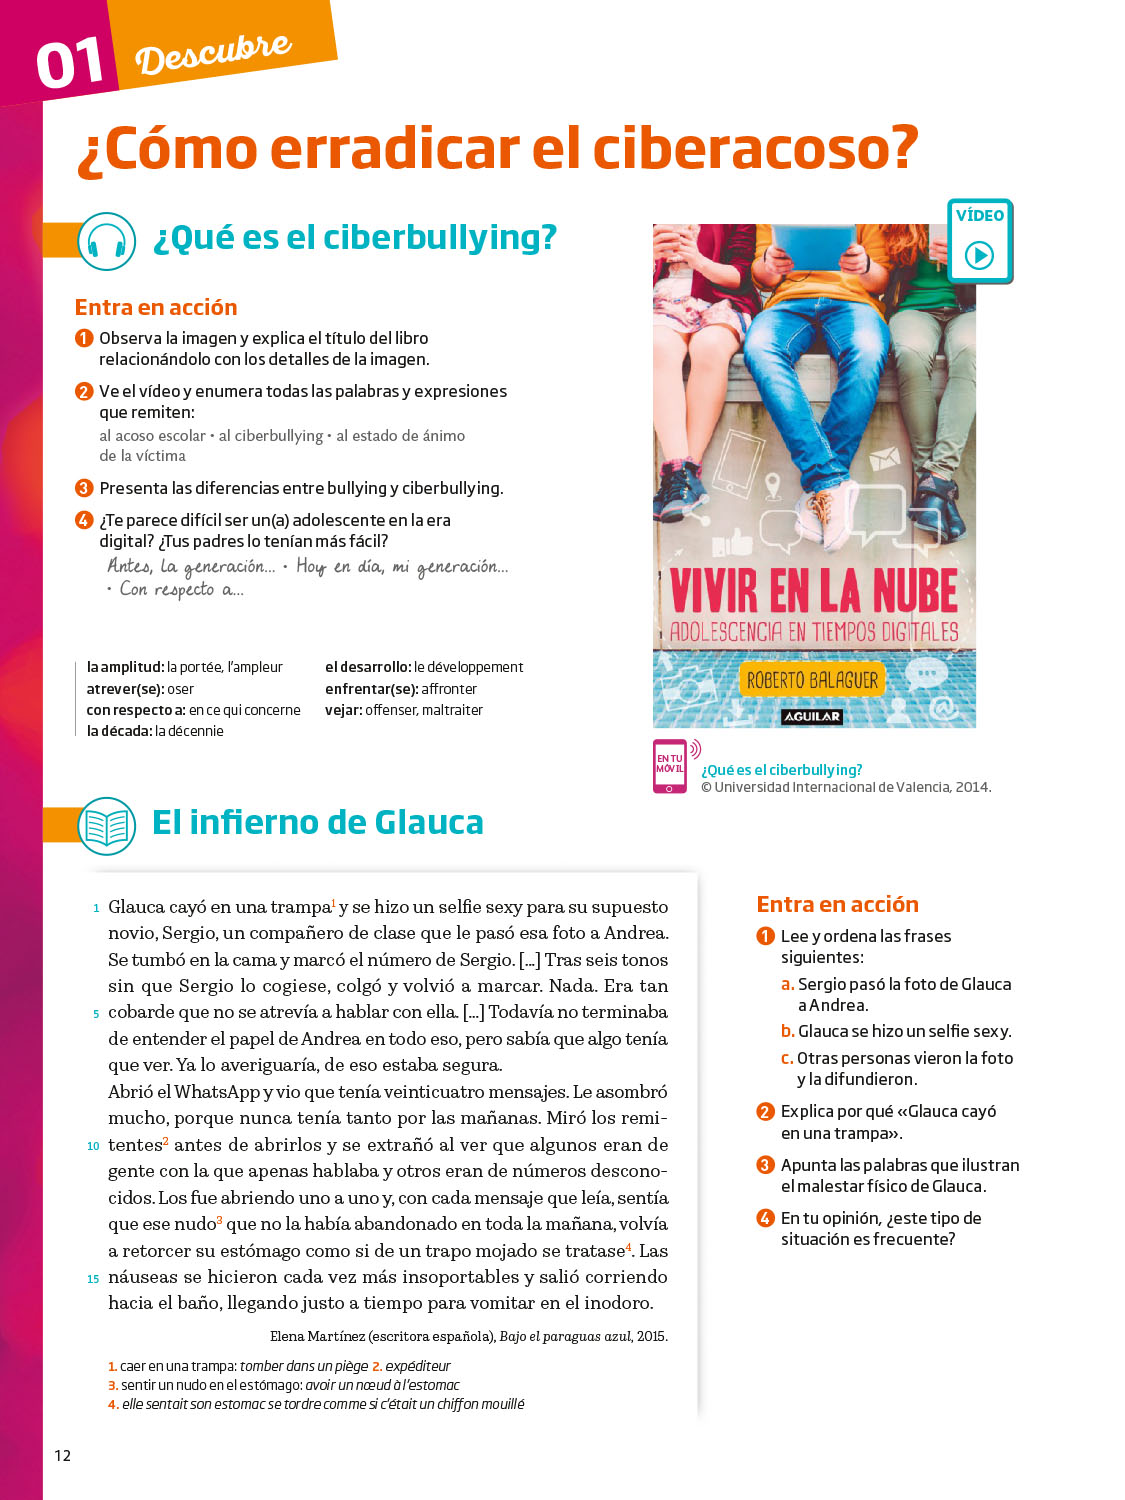 01 Descubre
¿Cómo erradicar el ciberacoso?
¿Qué es el ciberbullying?
Entra en acción
1 Observa la imagen y explica el título del libro
relacionándolo con los detalles de la imagen.
2 Ve el vídeo y enumera todas las palabras y expresiones
que remiten:
al acoso escolar • al ciberbullying • al estado de ánimo
de la víctima
3 Presenta las diferencias entre bullying y ciberbullying.
4 ¿Te parece difícil ser un(a) adolescente en la era
digital? ¿Tus padres lo tenían más fácil?
Antes, la generación... • Hoy en día, mi generación...
• Con respecto a...
la amplitud: la portée, l'ampleur
atrever(se): oser
con respecto a: en ce qui concerne
la década: la décennie
el desarrollo: le développement
enfrentar(se): affronter
vejar: offenser, maltraiter
VÍDEO
VIVIR EN LA NUBE
ADOLESCENCIA EN TIEMPOS DIGITALES
ROBERTO BALAGUER
AGUILAR
EN TU
MÓVIL
¿Qué es el ciberbullying?
© Universidad Internacional de Valencia, 2014.
El infierno de Glauca
1 Glauca cayó en una trampa1 y se hizo un selfie sexy para su supuesto
novio, Sergio, un compañero de clase que le pasó esa foto a Andrea.
Se tumbó en la cama y marcó el número de Sergio. [...] Tras seis tonos
sin que Sergio lo cogiese, colgó y volvió a marcar. Nada. Era tan
5 cobarde que no se atrevía a hablar con ella. [...] Todavía no terminaba
de entender el papel de Andrea en todo eso, pero sabía que algo tenía
que ver. Ya lo averiguaría, de eso estaba segura.
Abrió el WhatsApp y vio que tenía veinticuatro mensajes. Le asombró
mucho, porque nunca tenía tanto por las mañanas. Miró los remi-
10 tentes2 antes de abrirlos y se extrañó al ver que algunos eran de
gente con la que apenas hablaba y otros eran de números descono-
cidos. Los fue abriendo uno a uno y, con cada mensaje que leía, sentía
que ese nudo3 que no la había abandonado en toda la mañana, volvía
a retorcer su estómago como si de un trapo mojado se tratase4. Las
15 náuseas se hicieron cada vez más insoportables y salió corriendo
hacia el baño, llegando justo a tiempo para vomitar en el inodoro.
Elena Martínez (escritora española), Bajo el paraguas azul, 2015.
1. caer en una trampa: tomber dans un piège 2. expéditeur
3. sentir un nudo en el estómago: avoir un nœud à l'estomac
4. elle sentait son estomac se tordre comme si c'était un chiffon mouillé
Entra en acción
1 Lee y ordena las frases
siguientes:
a. Sergio pasó la foto de Glauca
a Andrea.
b. Glauca se hizo un selfie sexy.
c. Otras personas vieron la foto
y la difundieron.
2 Explica por qué «Glauca cayó
en una trampa».
3 Apunta las palabras que ilustran
el malestar físico de Glauca.
4 En tu opinión, ¿este tipo de
situación es frecuente?
12